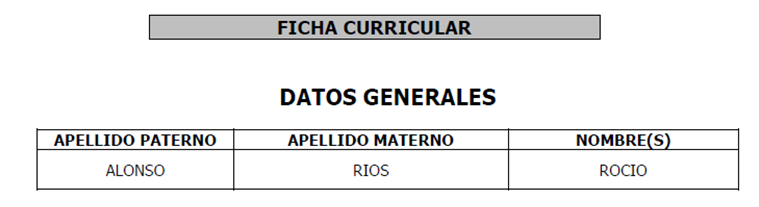 FICHA CURRICULAR
DATOS GENERALES
APELLIDO PATERNO APELLIDO MATERNO NOMBRE(S)
ALONSO RIOS ROCIO